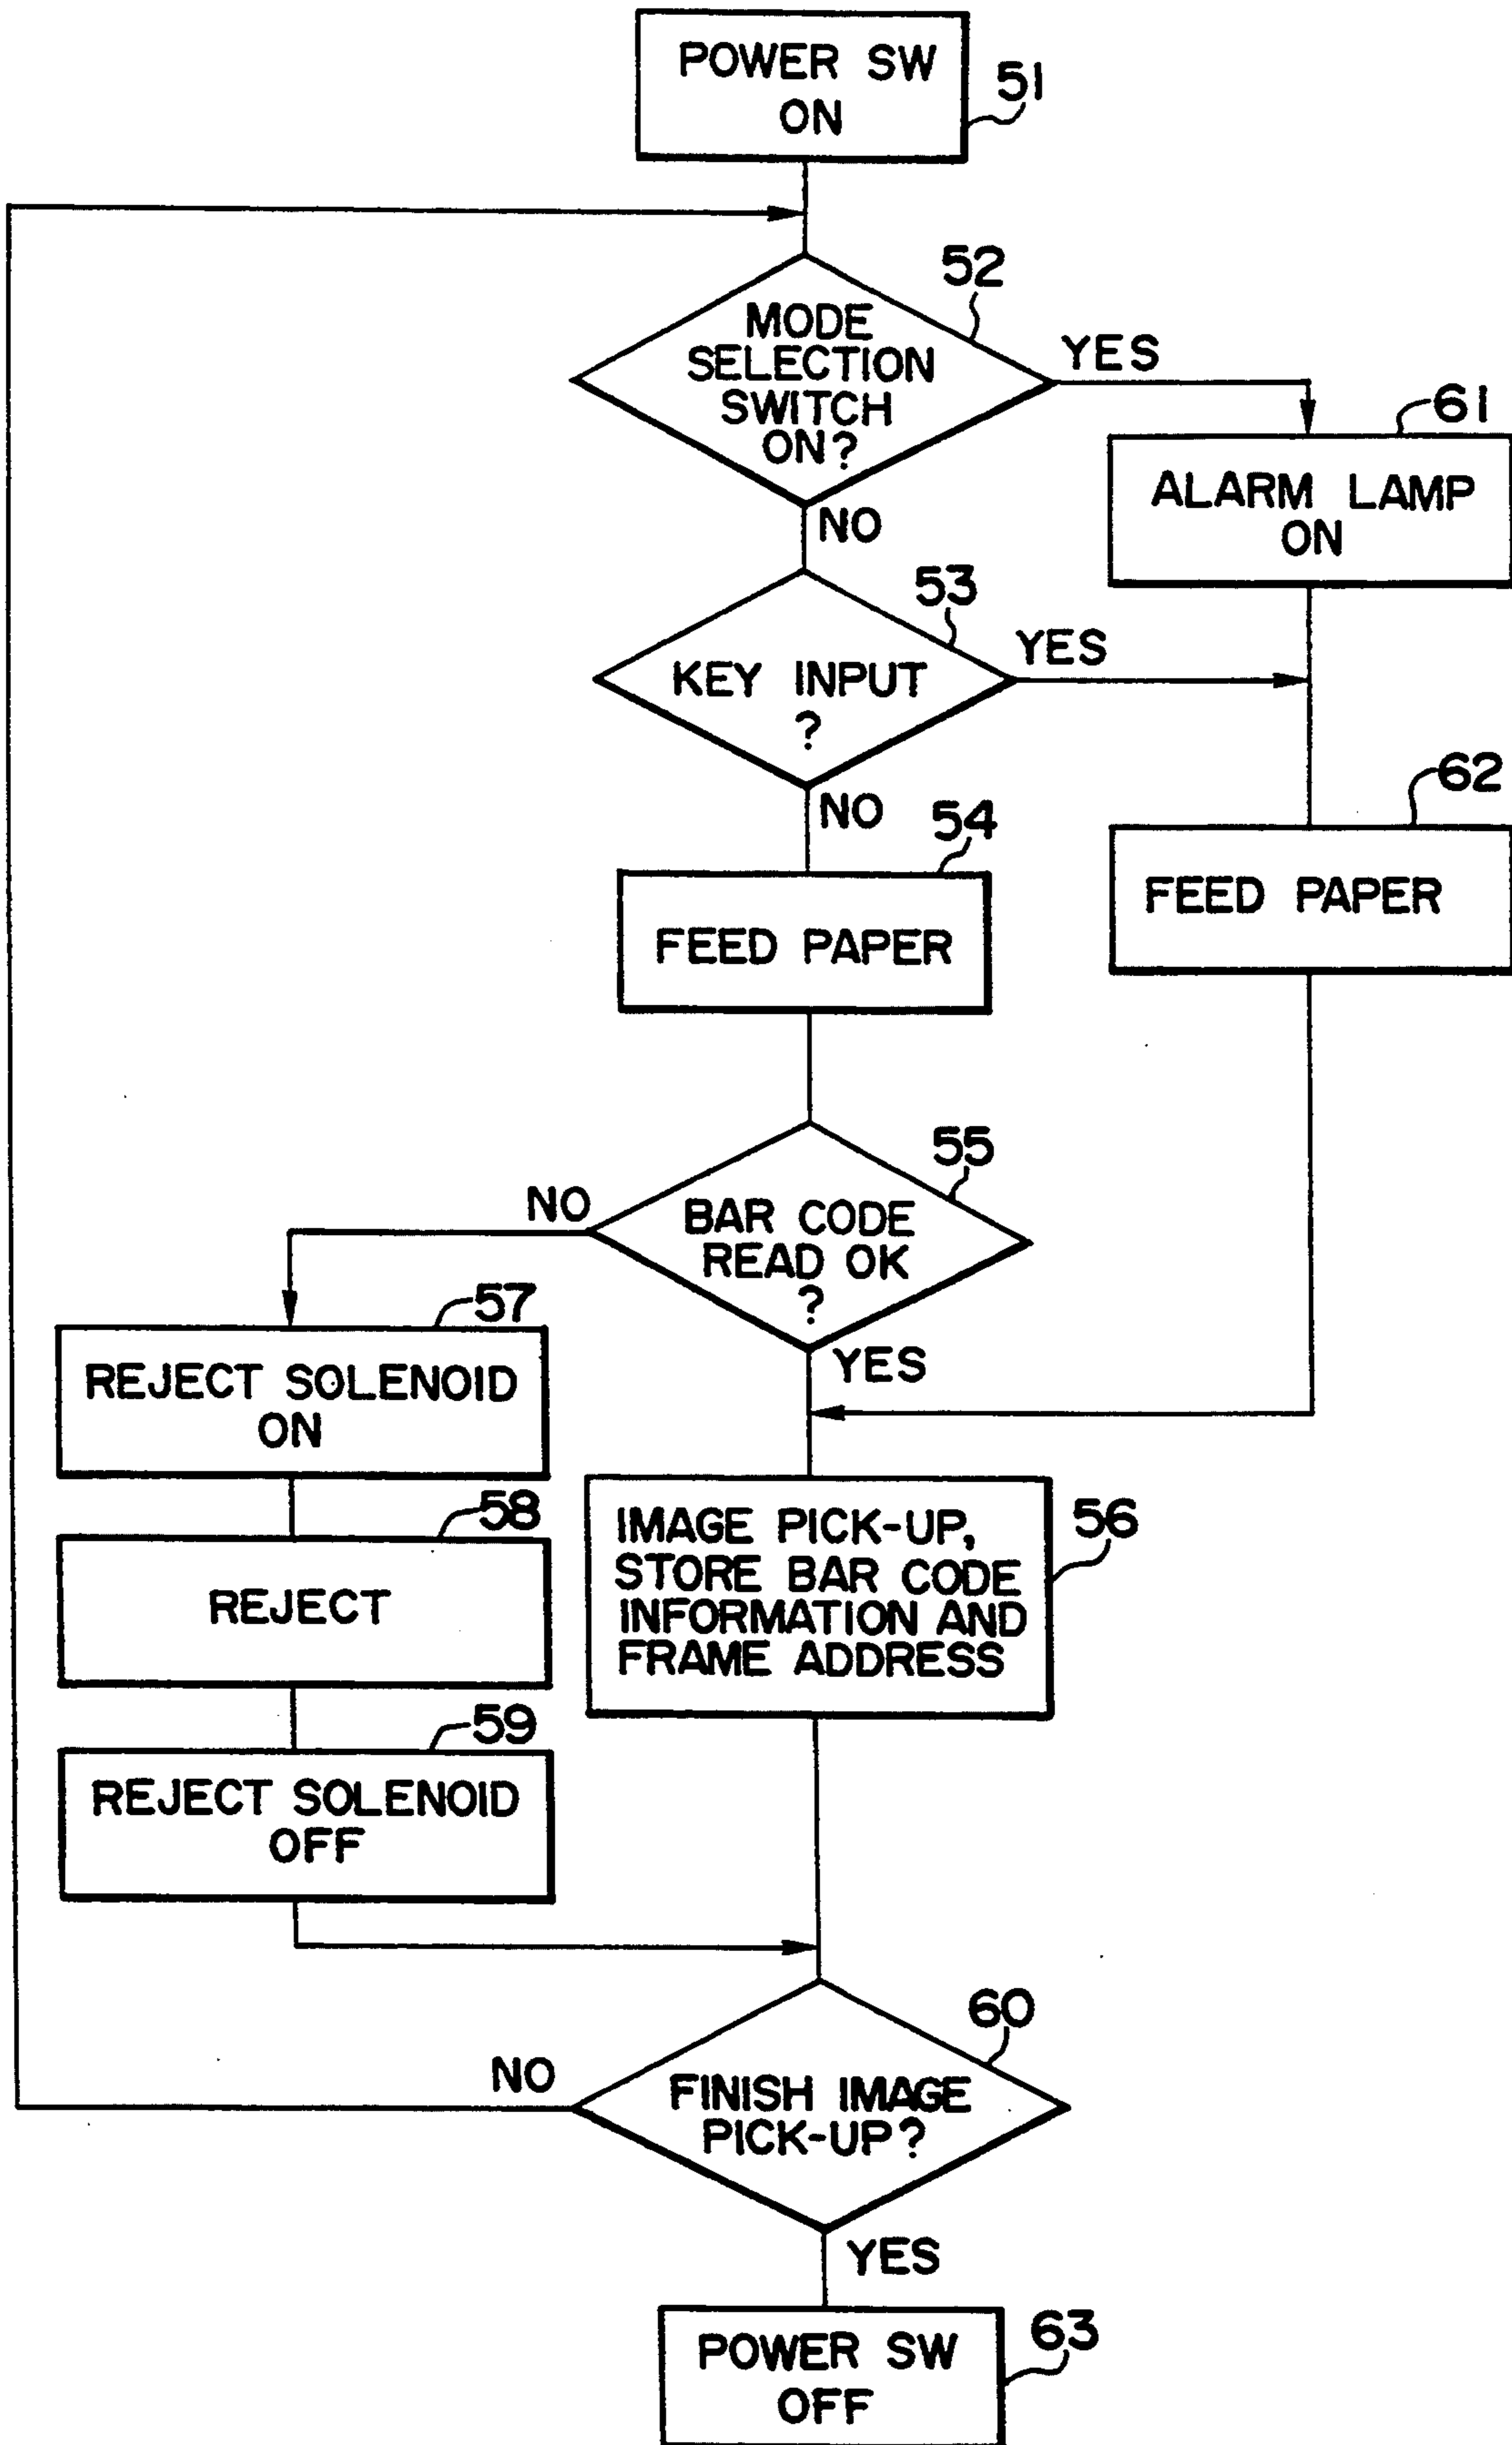 POWER SW
ON
51
52
MODE
SELECTION
SWITCH
ON?
YES
NO
61
ALARM LAMP
ON
53
KEY INPUT
?
YES
NO
62
FEED PAPER
54
FEED PAPER
55
BAR CODE
READ OK
?
NO
YES
57
REJECT SOLENOID
ON
58
REJECT
59
REJECT SOLENOID
OFF
IMAGE PICK-UP,
STORE BAR CODE
INFORMATION AND
FRAME ADDRESS
56
60
FINISH IMAGE
PICK-UP?
NO
YES
POWER SW
OFF
63